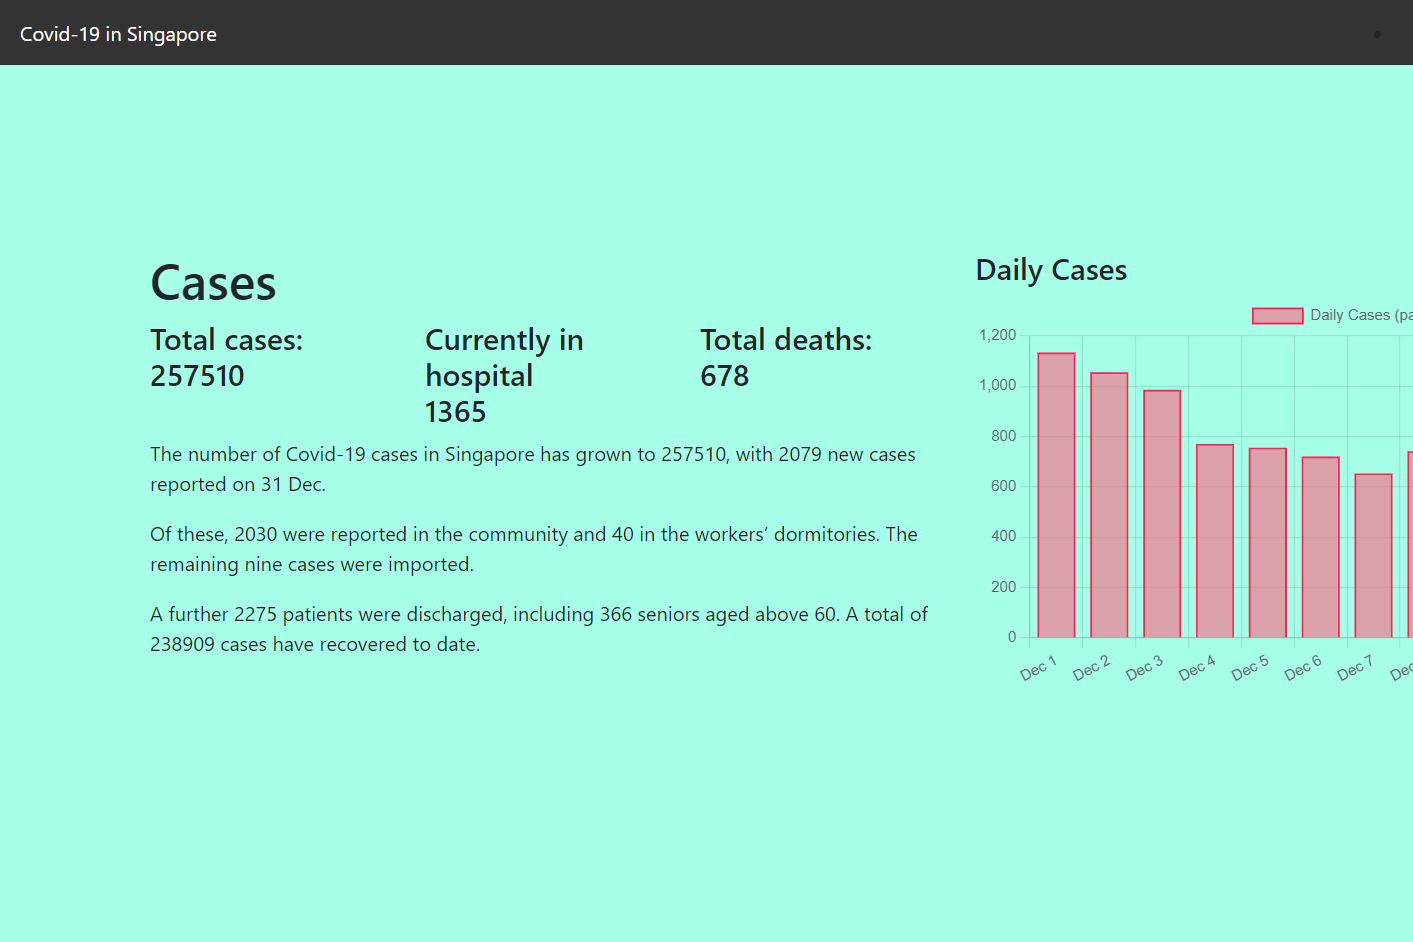 Covid-19 in Singapore
Cases
Total cases:
257510
Currently in
hospital
1365
Total deaths:
678
The number of Covid-19 cases in Singapore has grown to 257510, with 2079 new cases
reported on 31 Dec.
Of these, 2030 were reported in the community and 40 in the workers’ dormitories. The
remaining nine cases were imported.
A further 2275 patients were discharged, including 366 seniors aged above 60. A total of
238909 cases have recovered to date.
Daily Cases
Daily Cases
1,200
1,000
800
600
400
200
0
Dec 1
Dec 2
Dec 3
Dec 4
Dec 5
Dec 6
Dec 7